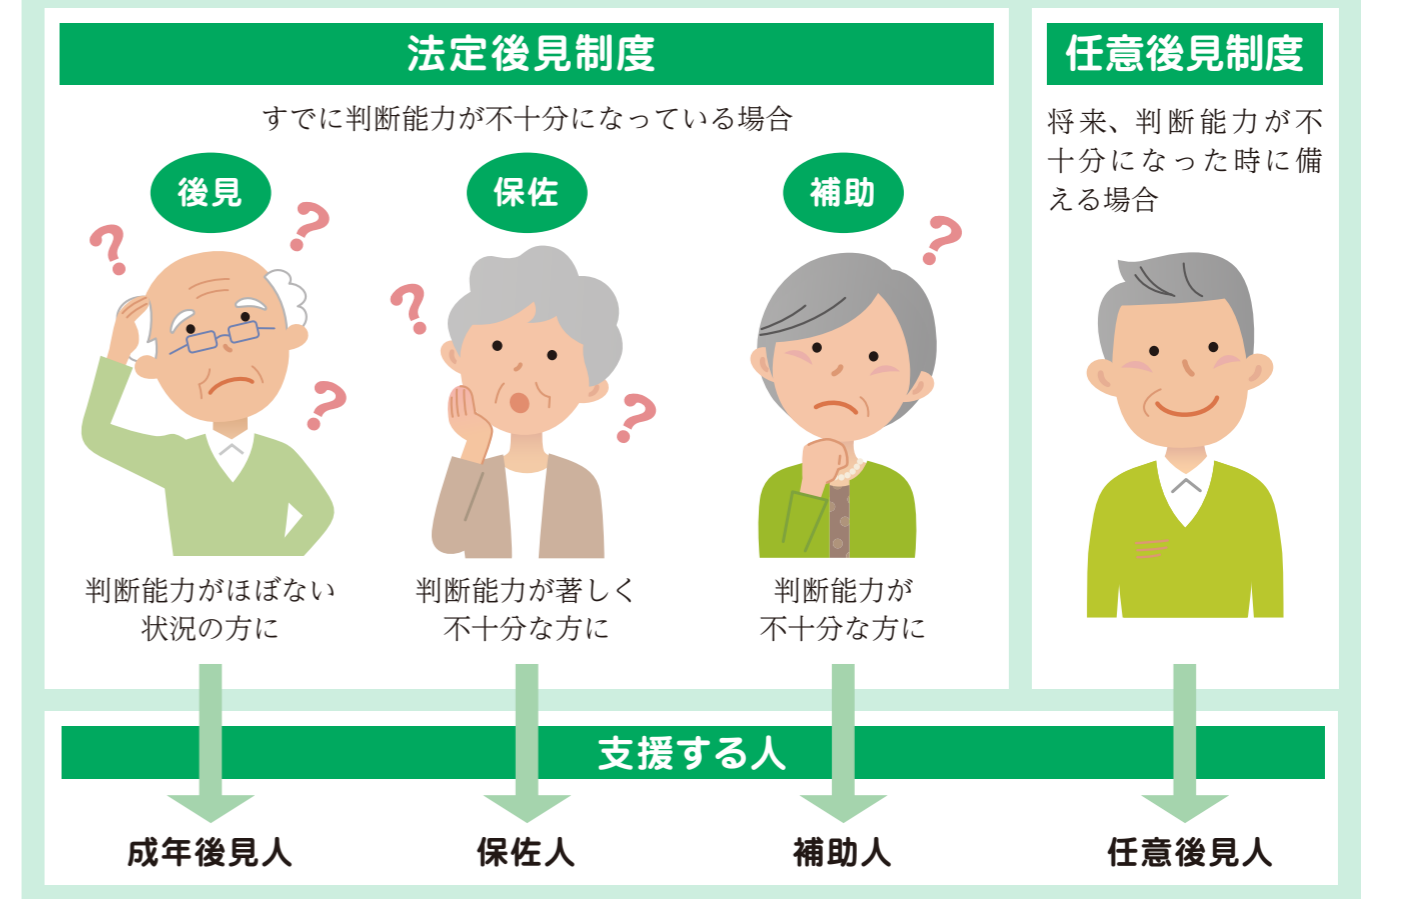 法定後見制度
すでに判断能力が不十分になっている場合
後見
保佐
補助
?
?
?
?
?
?
判断能力がほぼない
状況の方に
判断能力が著しく
不十分な方に
判断能力が
不十分な方に
任意後見制度
将来、判断能力が不
十分になった時に備
える場合
支援する人
成年後見人
保佐人
補助人
任意後見人